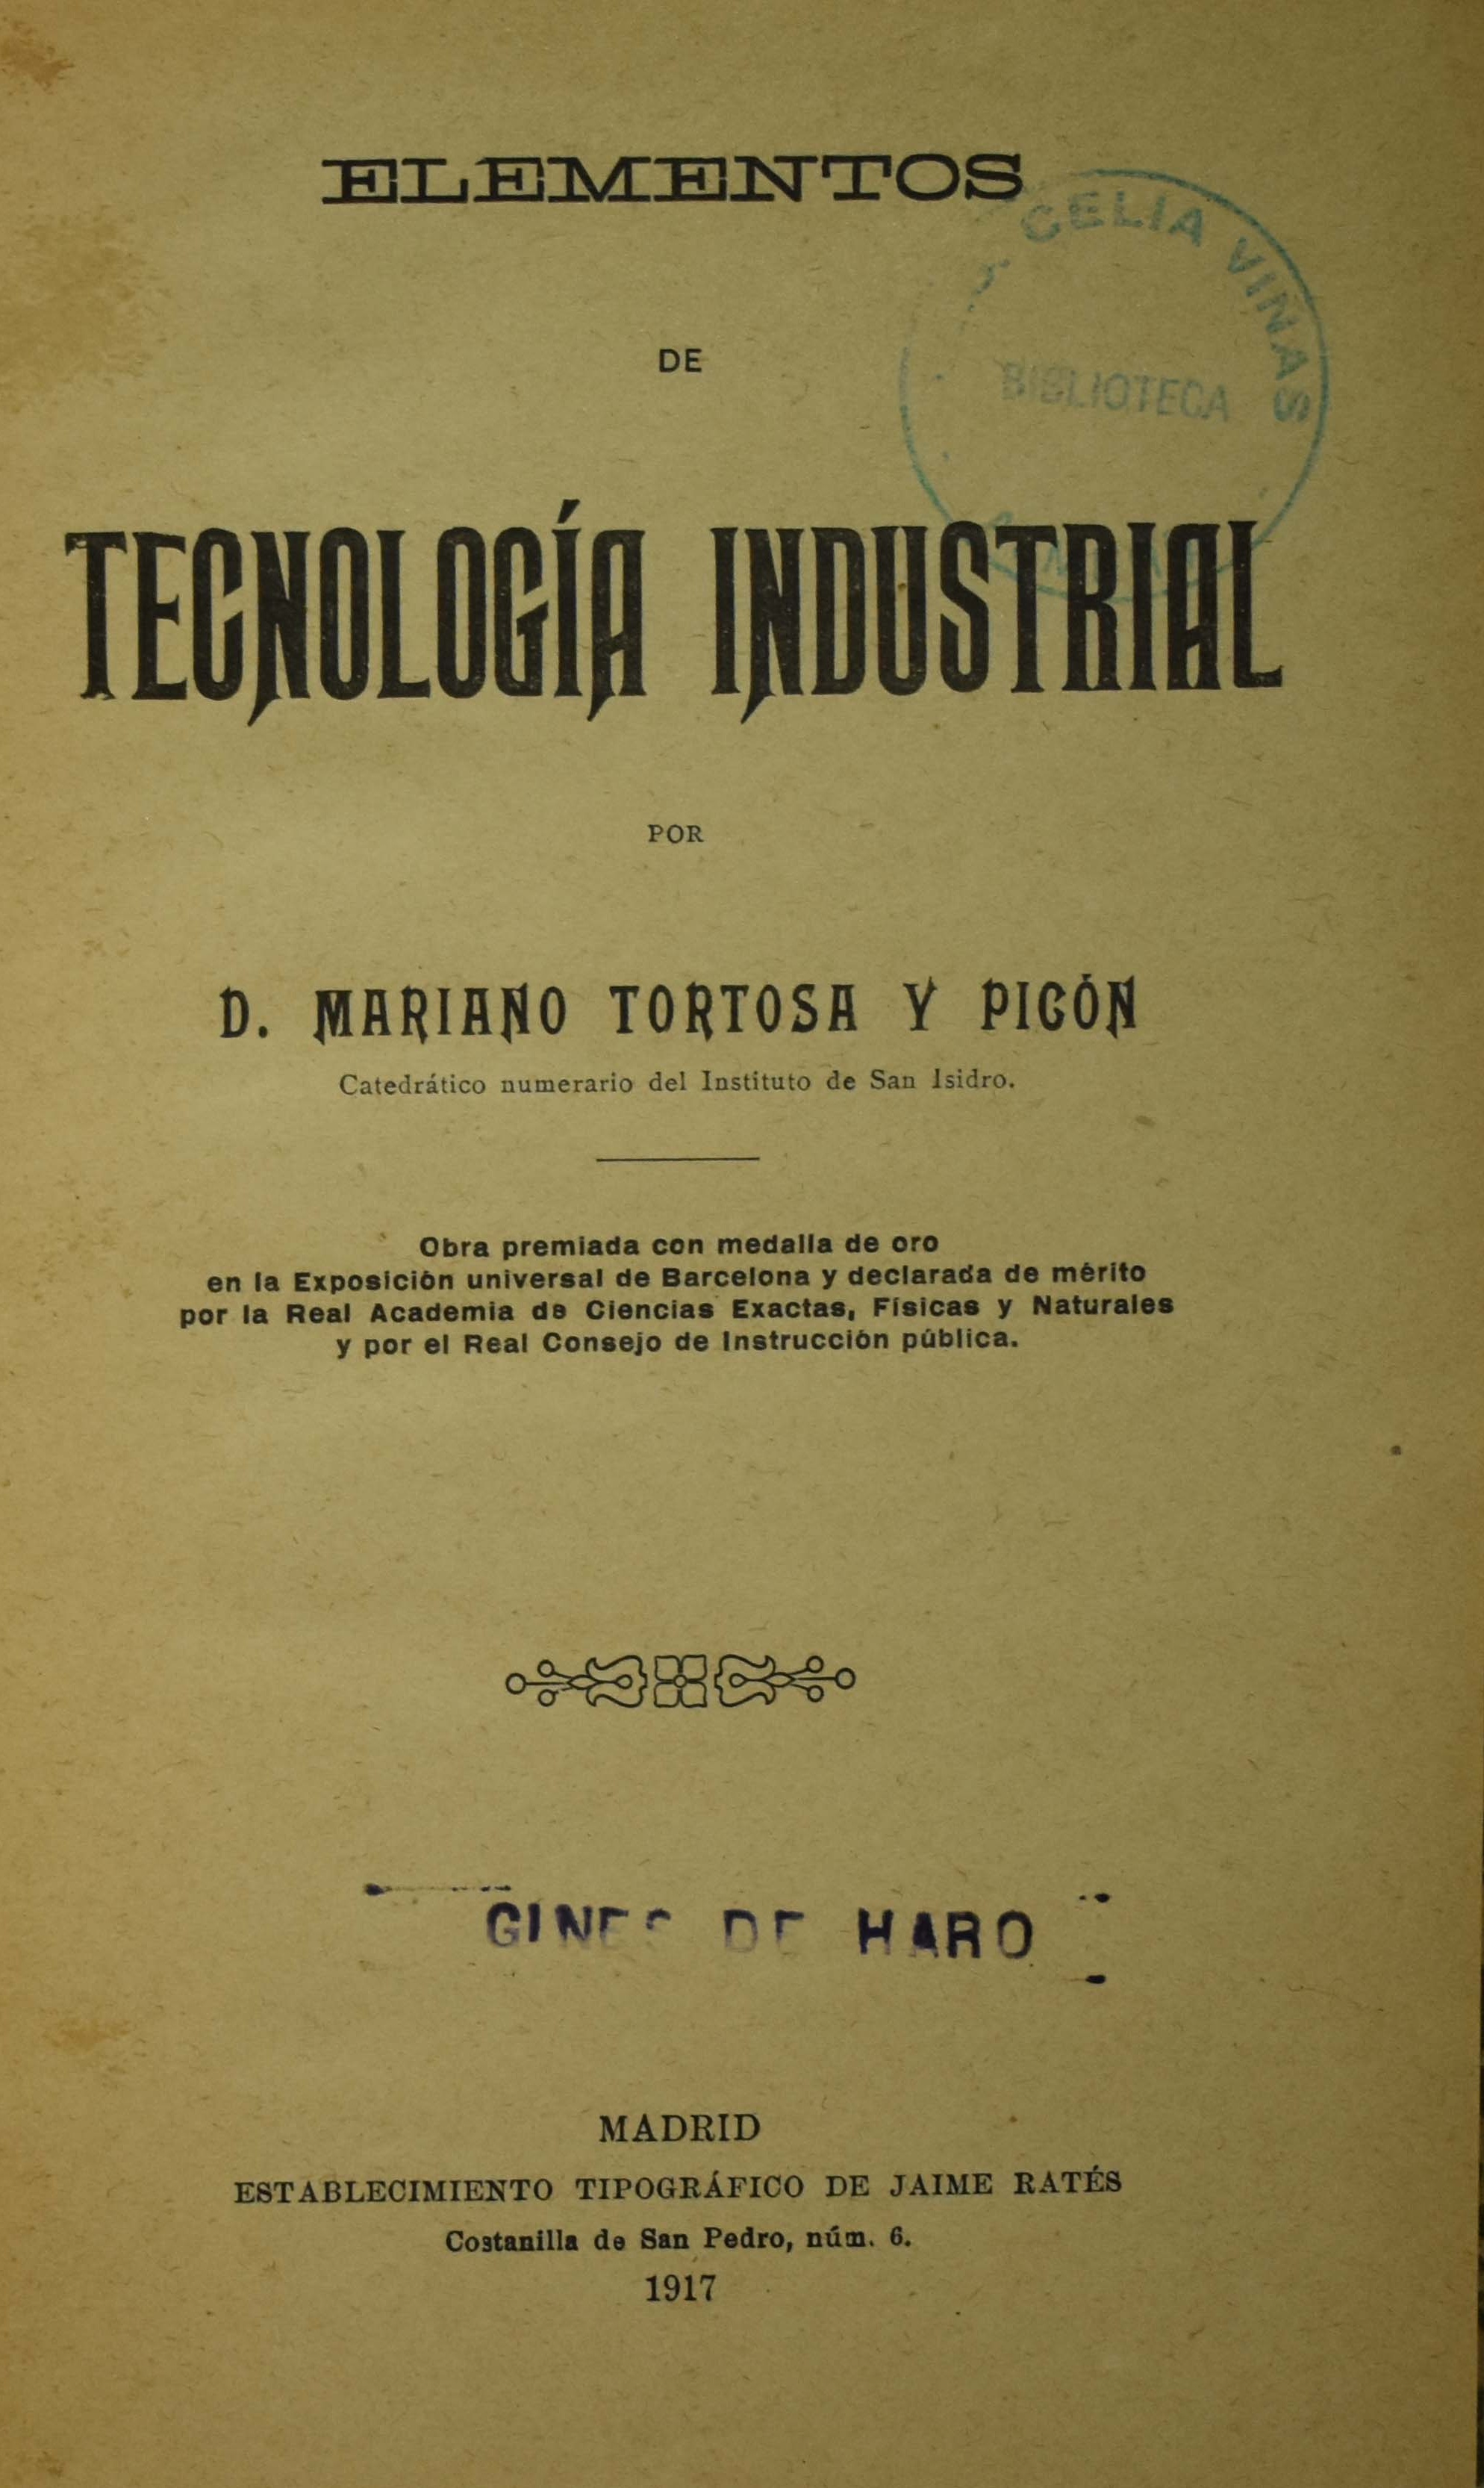 ELEMENTOS
DE
TECNOLOGÍA INDUSTRIAL
POR
D. MARIANO TORTOSA Y PICÓN
Catedrático numerario del Instituto de San Isidro.
Obra premiada con medalla de oro
en la Exposición universal de Barcelona y declarada de mérito
por la Real Academia de Ciencias Exactas, Físicas y Naturales
y por el Real Consejo de Instrucción pública.
GINES DE HARO
MADRID
ESTABLECIMIENTO TIPOGRÁFICO DE JAIME RATÉS
Costanilla de San Pedro, núm. 6.
1917
CELIA VIÑAS
BIBLIOTECA